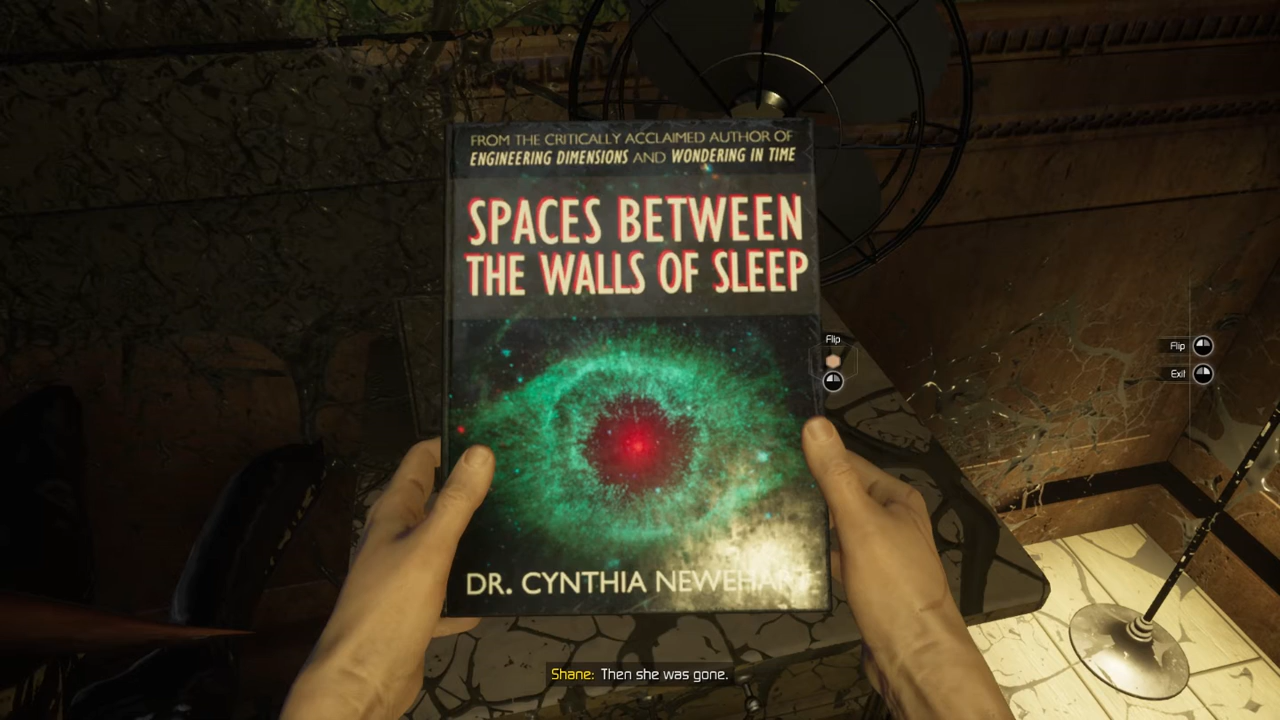 FROM THE CRITICALLY ACCLAIMED AUTHOR OF
ENGINEERING DIMENSIONS AND WONDERING IN TIME
SPACES BETWEEN
THE WALLS OF SLEEP
DR. CYNTHIA NEWEHART
Flip
Flip
Exit
Shane: Then she was gone.